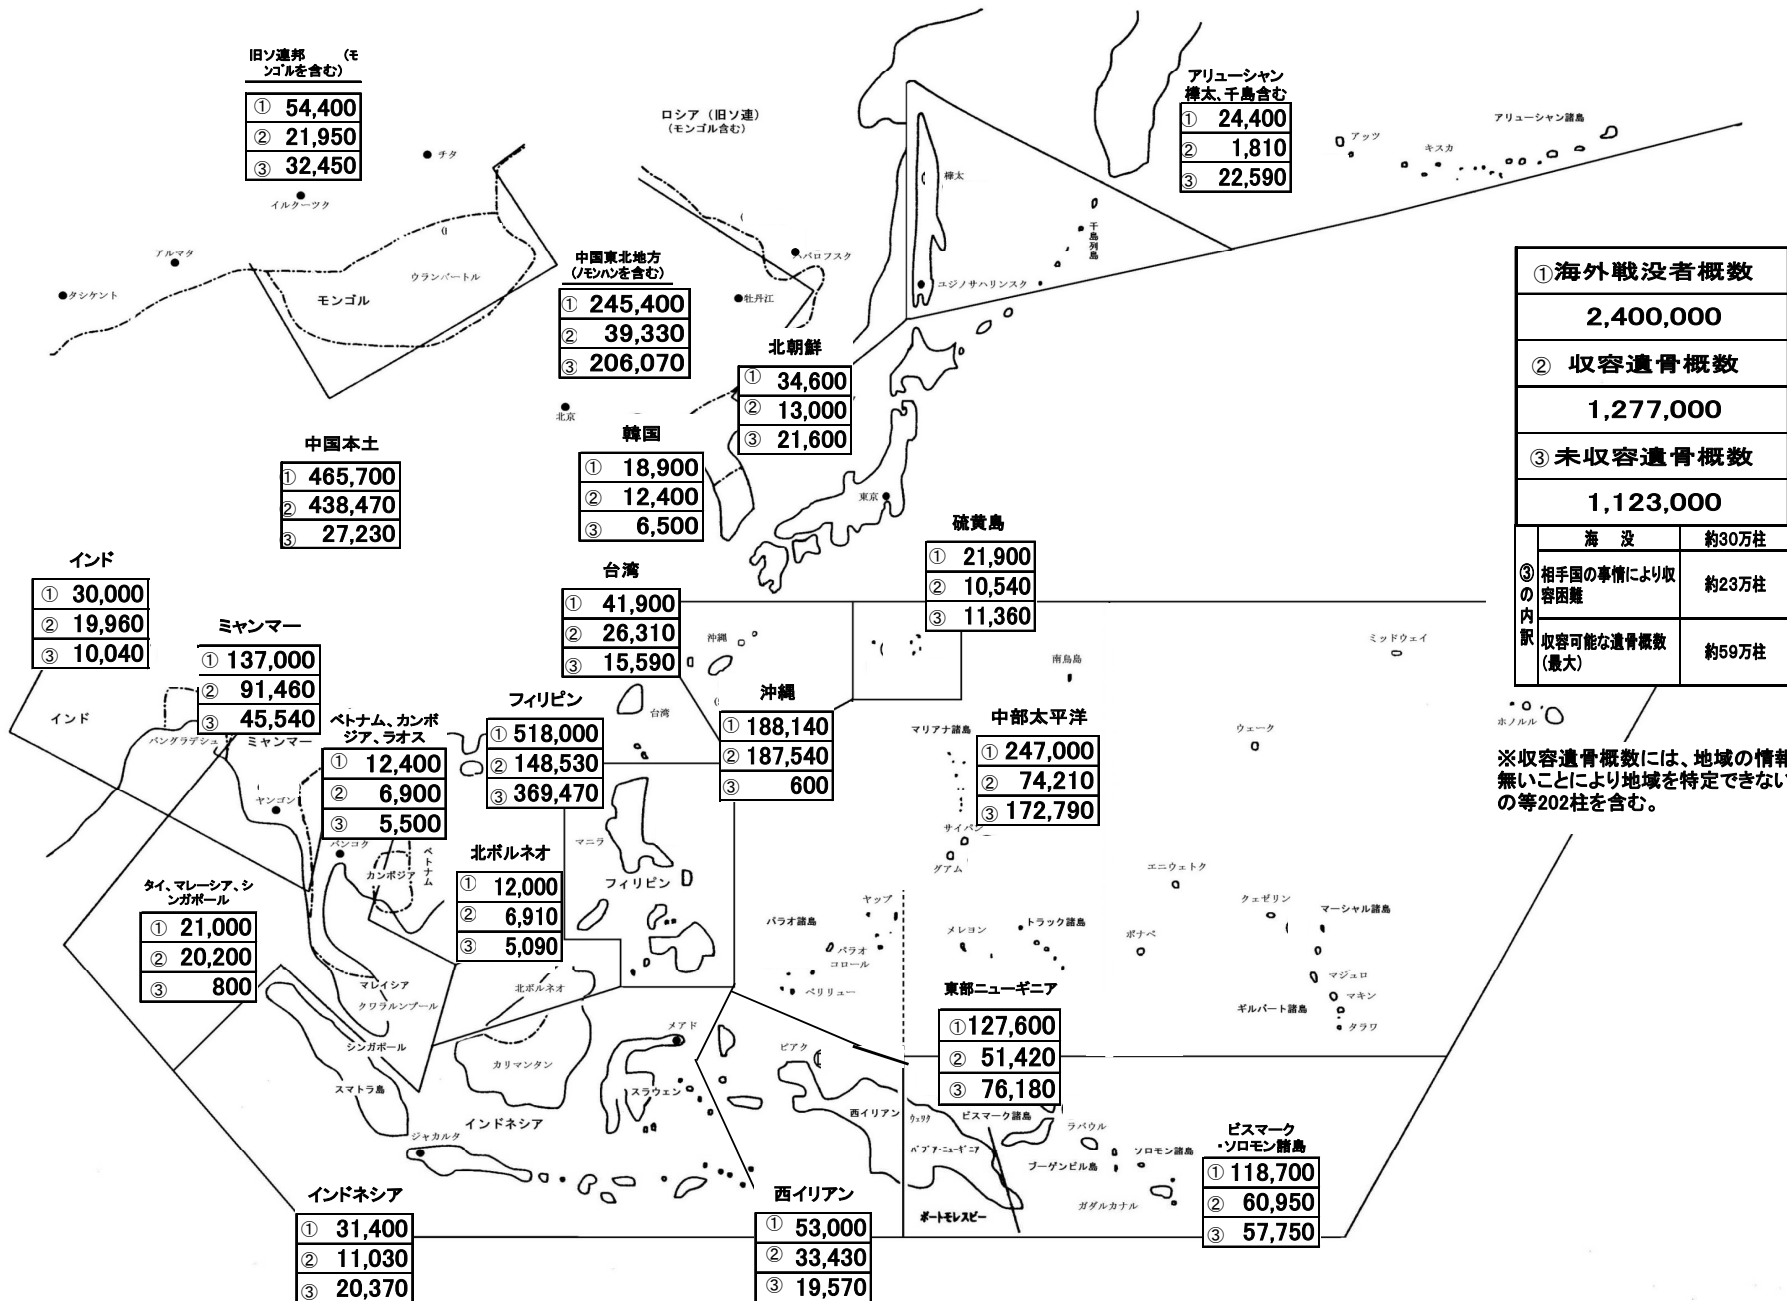 旧ソ連邦 (モ
ンゴルを含む)
① 54,400
② 21,950
③ 32,450
チタ
イルクーツク
アルマタ
タシケント
モンゴル
ウランバートル
ロシア(旧ソ連)
(モンゴル含む)
ハバロフスク
牡丹江
中国東北地方
(ノモンハンを含む)
① 245,400
② 39,330
③ 206,070
樺太
千島列島
ユジノサハリンスク
アリューシャン
樺太、千島含む
① 24,400
② 1,810
③ 22,590
アッツ
キスカ
アリューシャン諸島
①海外戦没者概数
2,400,000
② 収容遺骨概数
1,277,000
③未収容遺骨概数
1,123,000
③の内訳
海 没 約30万柱
相手国の事情により収
容困難
約23万柱
収容可能な遺骨概数
(最大)
約59万柱
北朝鮮
① 34,600
② 13,000
③ 21,600
北京
中国本土
① 465,700
② 438,470
③ 27,230
韓国
① 18,900
② 12,400
③ 6,500
東京
硫黄島
① 21,900
② 10,540
③ 11,360
インド
① 30,000
② 19,960
③ 10,040
台湾
① 41,900
② 26,310
③ 15,590
沖縄
ミャンマー
① 137,000
② 91,460
③ 45,540
インド
バングラデシュ
ミャンマー
ヤンゴン
ベトナム、カンボ
ジア、ラオス
① 12,400
② 6,900
③ 5,500
バンコク
カンボジア
ベトナム
フィリピン
① 518,000
② 148,530
③ 369,470
台湾
沖縄
① 188,140
② 187,540
③ 600
南鳥島
ミッドウェイ
マリアナ諸島
中部太平洋
① 247,000
② 74,210
③ 172,790
ウェーク
ホノルル
※収容遺骨概数には、地域の情報
無いことにより地域を特定できない
の等202柱を含む。
サイパン
グアム
マニラ
フィリピン
北ボルネオ
① 12,000
② 6,910
③ 5,090
タイ、マレーシア、シ
ンガポール
① 21,000
② 20,200
③ 800
エニウェトク
クェゼリン
マーシャル諸島
ヤップ
パラオ諸島
パラオ
コロール
ペリリュー
メレヨン
トラック諸島
ポナペ
マジュロ
マキン
ギルバート諸島
タラワ
マレイシア
クワラルンプール
シンガポール
北ボルネオ
カリマンタン
スマトラ島
メアド
スラウェン
インドネシア
ジャカルタ
東部ニューギニア
①127,600
② 51,420
③ 76,180
ビアク
西イリアン
ウェワク
パプア・ニューギニア
ビスマーク諸島
ラバウル
ソロモン諸島
ブーゲンビル島
ガダルカナル
ポートモレスビー
ビスマーク
・ソロモン諸島
① 118,700
② 60,950
③ 57,750
インドネシア
① 31,400
② 11,030
③ 20,370
西イリアン
① 53,000
② 33,430
③ 19,570